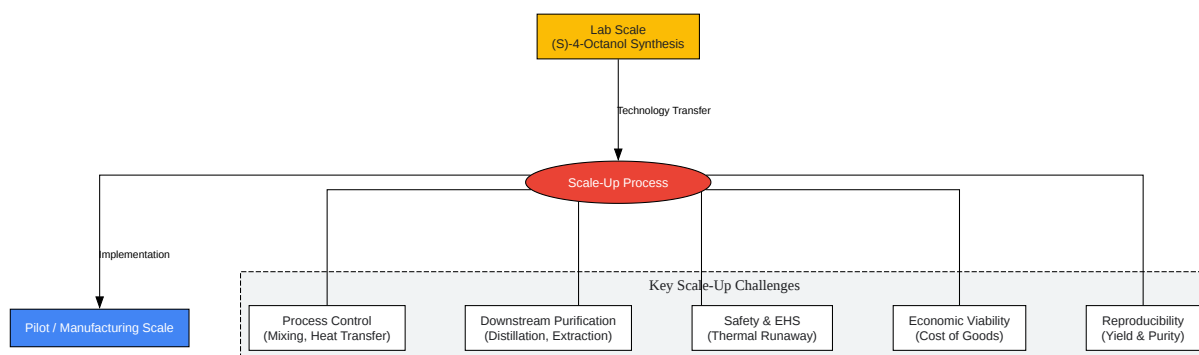 Lab Scale
(S)-4-Octanol Synthesis
Technology Transfer
Scale-Up Process
Implementation
Key Scale-Up Challenges
Pilot / Manufacturing Scale
Process Control
(Mixing, Heat Transfer)
Downstream Purification
(Distillation, Extraction)
Safety & EHS
(Thermal Runaway)
Economic Viability
(Cost of Goods)
Reproducibility
(Yield & Purity)